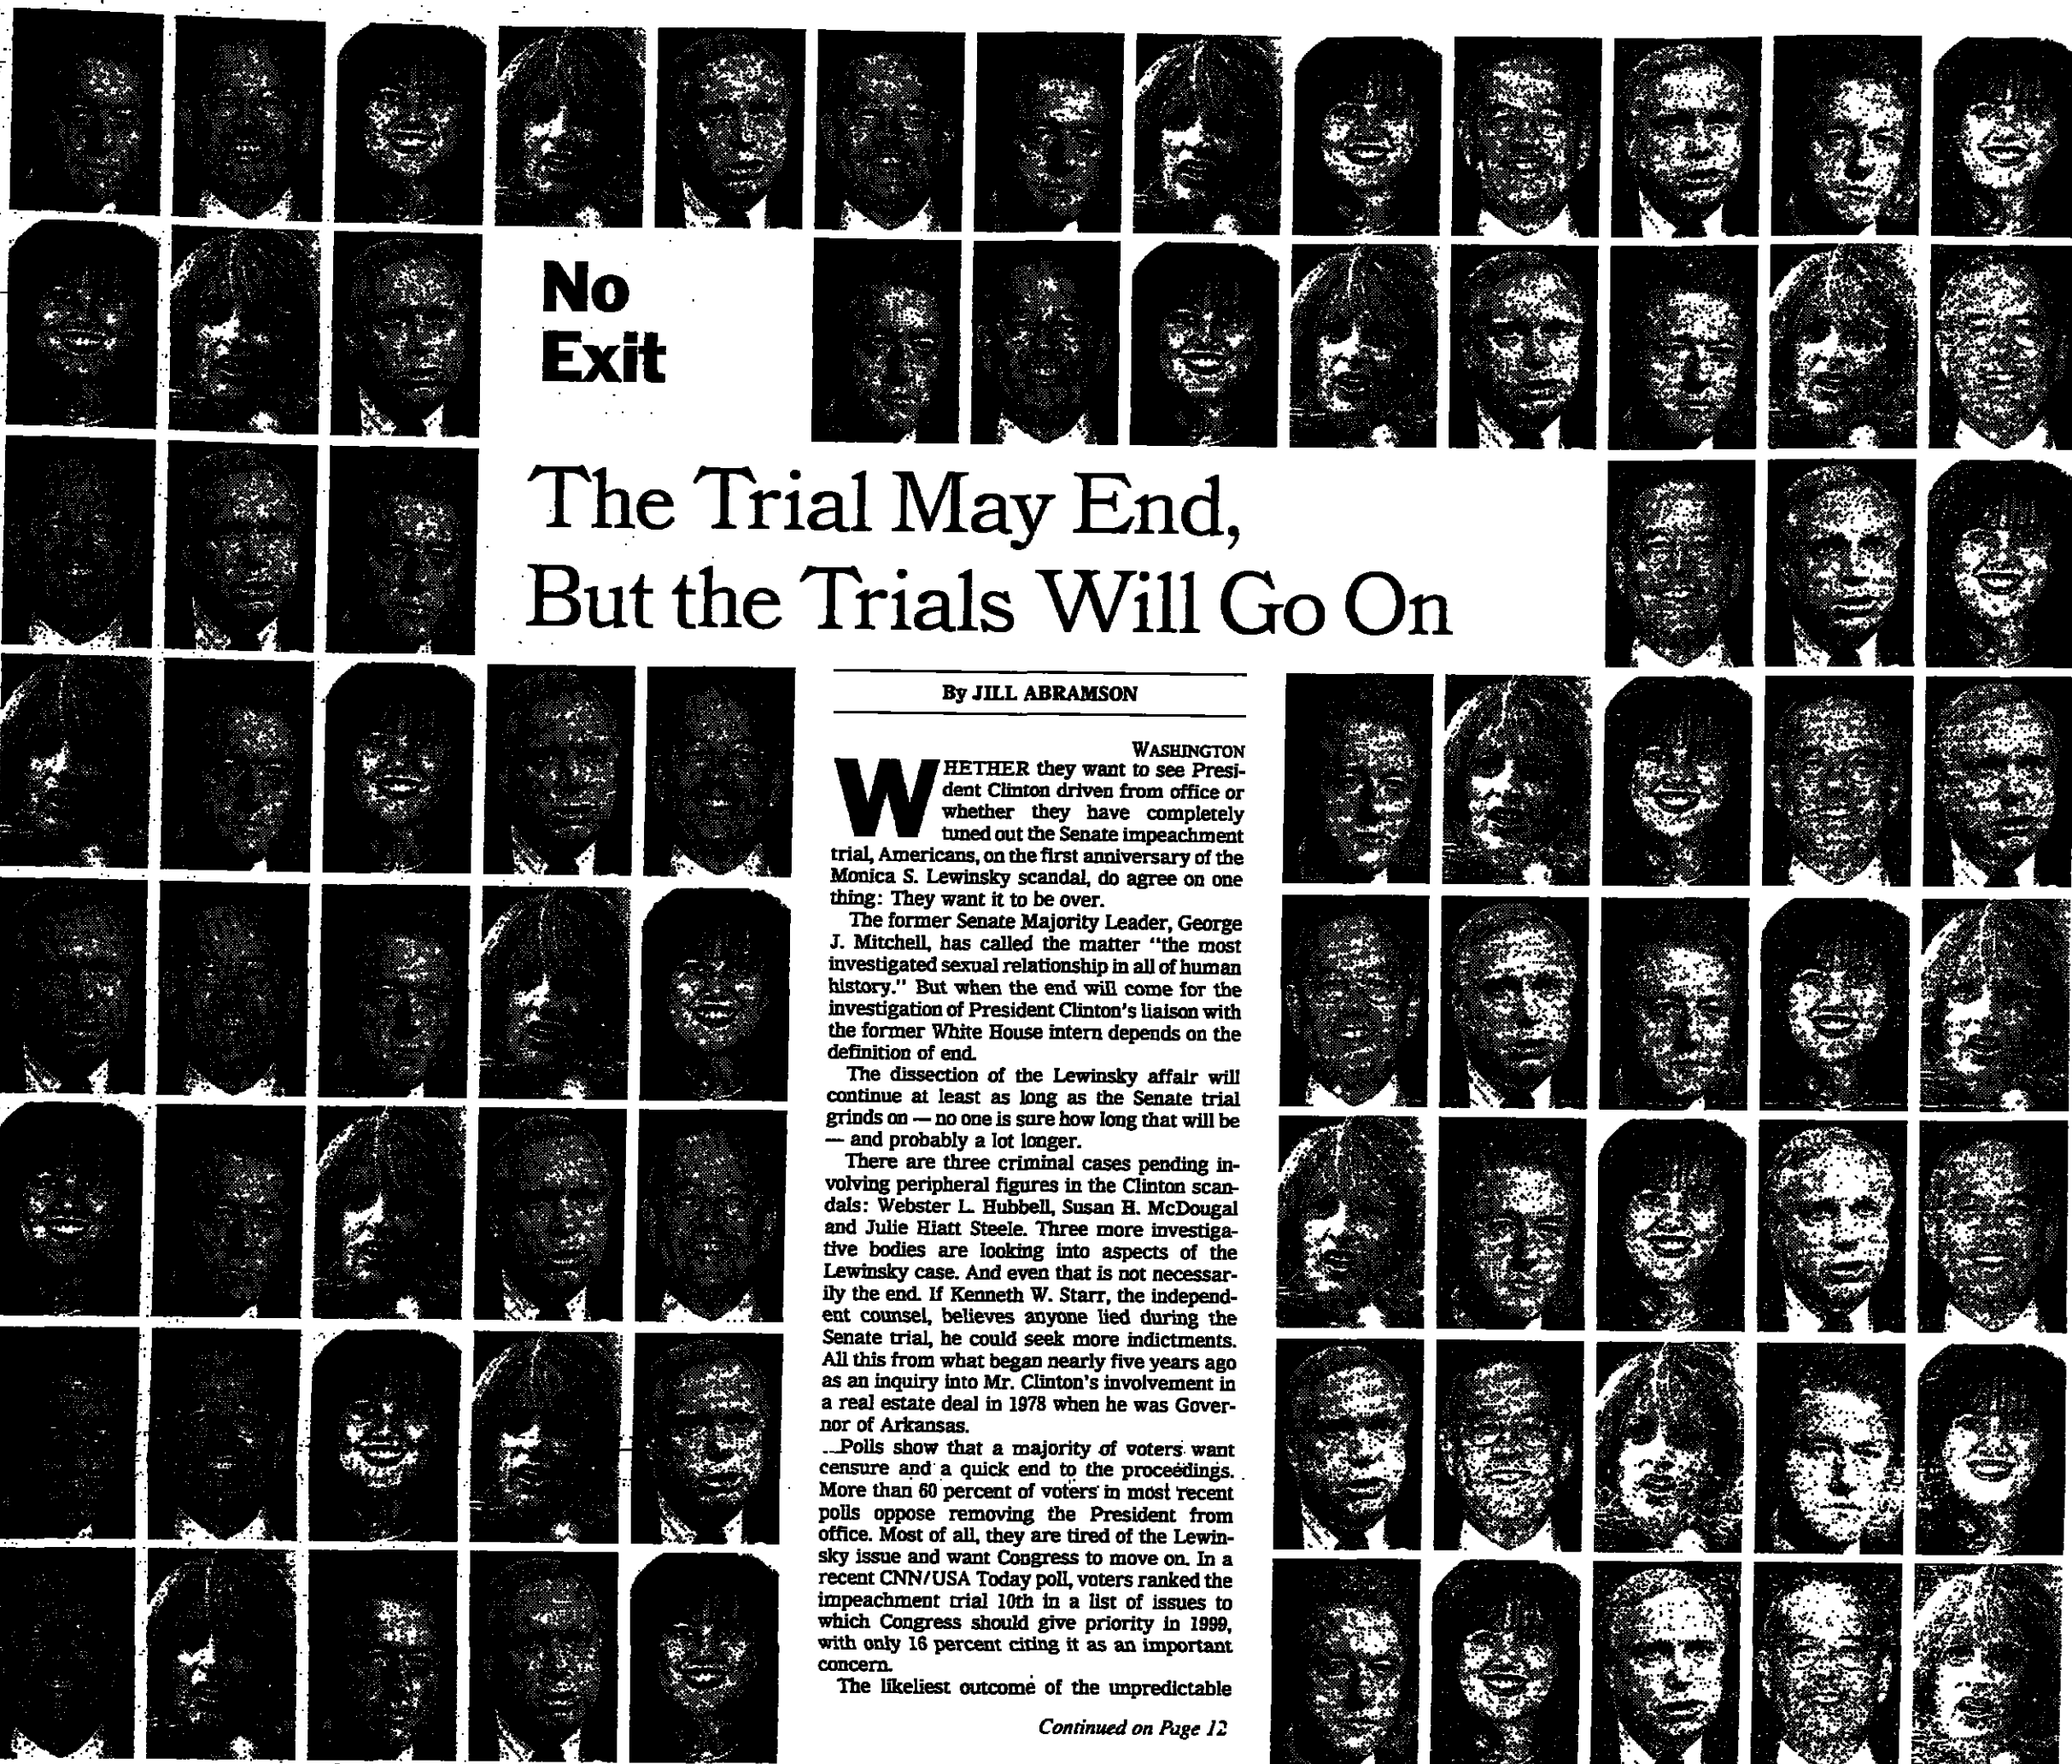 No
Exit
The Trial May End,
But the Trials Will Go On
By JILL ABRAMSON
WASHINGTON
WHETHER they want to see Presi-
dent Clinton driven from office or
whether they have completely
tuned out the Senate impeachment
trial, Americans, on the first anniversary of the
Monica S. Lewinsky scandal, do agree on one
thing: They want it to be over.
The former Senate Majority Leader, George
J. Mitchell, has called the matter “the most
investigated sexual relationship in all of human
history.” But when the end will come for the
investigation of President Clinton's liaison with
the former White House intern depends on the
definition of end.
The dissection of the Lewinsky affair will
continue at least as long as the Senate trial
grinds on — no one is sure how long that will be
— and probably a lot longer.
There are three criminal cases pending in-
volving peripheral figures in the Clinton scan-
dals: Webster L. Hubbell, Susan H. McDougal
and Julie Hiatt Steele. Three more investiga-
tive bodies are looking into aspects of the
Lewinsky case. And even that is not necessar-
ily the end. If Kenneth W. Starr, the independ-
ent counsel, believes anyone lied during the
Senate trial, he could seek more indictments.
All this from what began nearly five years ago
as an inquiry into Mr. Clinton's involvement in
a real estate deal in 1978 when he was Gover-
nor of Arkansas.
Polls show that a majority of voters want
censure and a quick end to the proceedings.
More than 60 percent of voters in most recent
polls oppose removing the President from
office. Most of all, they are tired of the Lewin-
sky issue and want Congress to move on. In a
recent CNN/USA Today poll, voters ranked the
impeachment trial 10th in a list of issues to
which Congress should give priority in 1999,
with only 16 percent citing it as an important
concern.
The likeliest outcome of the unpredictable
Continued on Page 12